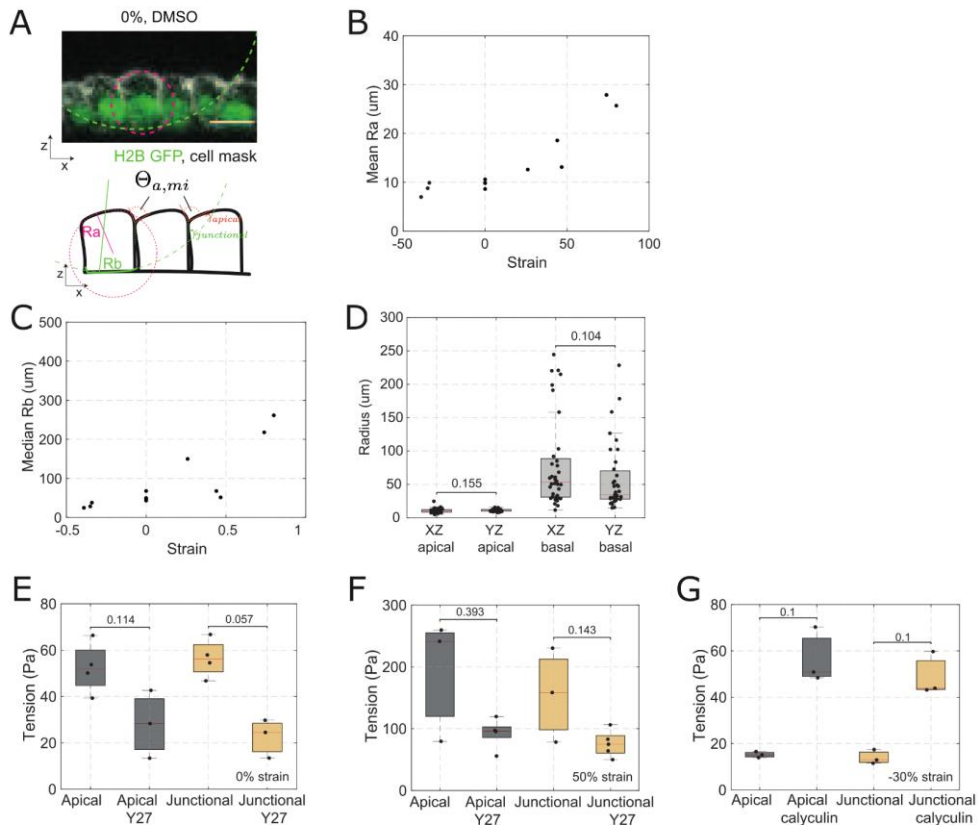 A
0%, DMSO
z
x
H2B GFP, cell mask
Θa,mi
γapical
γjunctional
Ra
Rb
z
x
B
Mean Ra (um)
40
30
20
10
0
-50
0
50
100
Strain
C
Median Rb (um)
500
400
300
200
100
0
-0.5
0
0.5
1
Strain
D
Radius (um)
300
250
200
150
100
50
0
0.104
0.155
XZ
apical
YZ
apical
XZ
basal
YZ
basal
E
Tension (Pa)
80
60
40
20
0
0.114
0.057
0% strain
Apical
Apical
Y27
Junctional
Junctional
Y27
F
Tension (Pa)
300
200
100
0
0.393
0.143
50% strain
Apical
Apical
Y27
Junctional
Junctional
Y27
G
Tension (Pa)
80
60
40
20
0
0.1
0.1
-30% strain
Apical
Apical
calyculin
Junctional
Junctional
calyculin